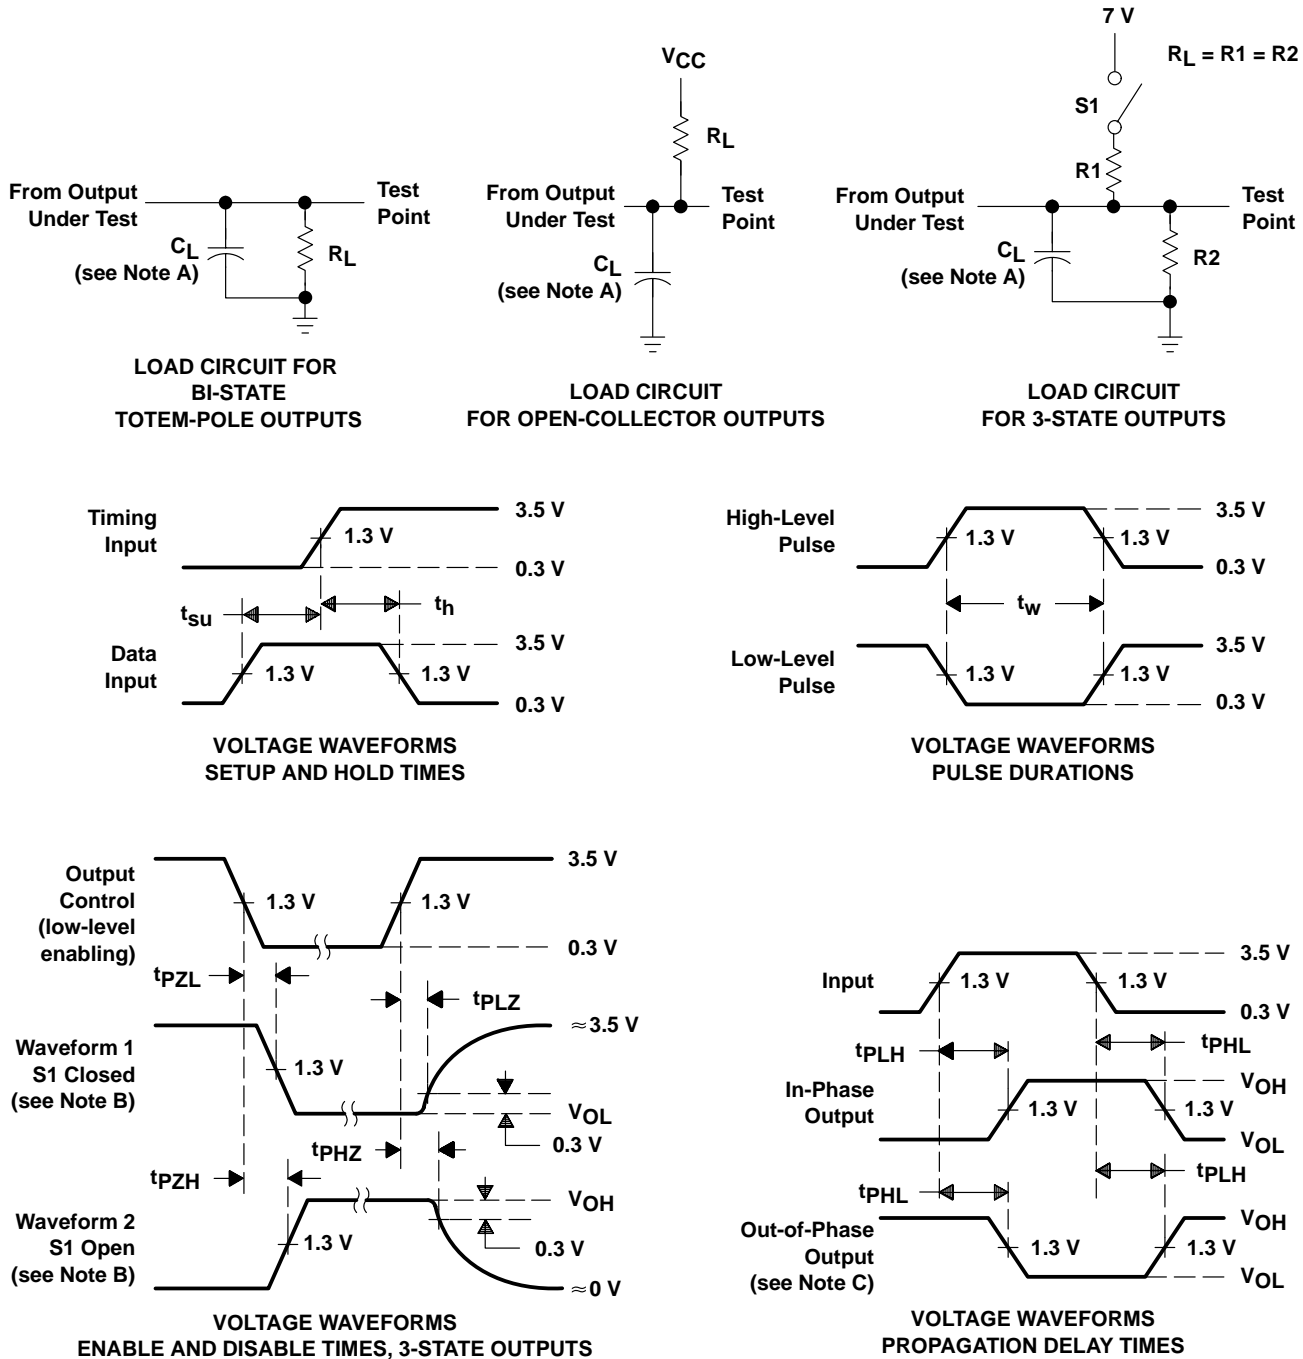 From Output
Under Test
Test
Point
CL
(see Note A)
RL
LOAD CIRCUIT FOR
BI-STATE
TOTEM-POLE OUTPUTS
VCC
RL
From Output
Under Test
Test
Point
CL
(see Note A)
LOAD CIRCUIT
FOR OPEN-COLLECTOR OUTPUTS
7 V
RL = R1 = R2
S1
R1
From Output
Under Test
Test
Point
CL
(see Note A)
R2
LOAD CIRCUIT
FOR 3-STATE OUTPUTS
Timing
Input
3.5 V
1.3 V
0.3 V
tsu
th
Data
Input
3.5 V
1.3 V
1.3 V
0.3 V
VOLTAGE WAVEFORMS
SETUP AND HOLD TIMES
High-Level
Pulse
3.5 V
1.3 V
1.3 V
0.3 V
tw
Low-Level
Pulse
3.5 V
1.3 V
1.3 V
0.3 V
VOLTAGE WAVEFORMS
PULSE DURATIONS
Output
Control
(low-level
enabling)
3.5 V
1.3 V
1.3 V
0.3 V
tPZL
tPLZ
Waveform 1
S1 Closed
(see Note B)
≈3.5 V
1.3 V
VOL
0.3 V
tPHZ
tPZH
Waveform 2
S1 Open
(see Note B)
VOH
1.3 V
0.3 V
≈0 V
VOLTAGE WAVEFORMS
ENABLE AND DISABLE TIMES, 3-STATE OUTPUTS
Input
3.5 V
1.3 V
1.3 V
0.3 V
tPLH
tPHL
In-Phase
Output
VOH
1.3 V
1.3 V
VOL
tPHL
tPLH
Out-of-Phase
Output
(see Note C)
VOH
1.3 V
1.3 V
VOL
VOLTAGE WAVEFORMS
PROPAGATION DELAY TIMES